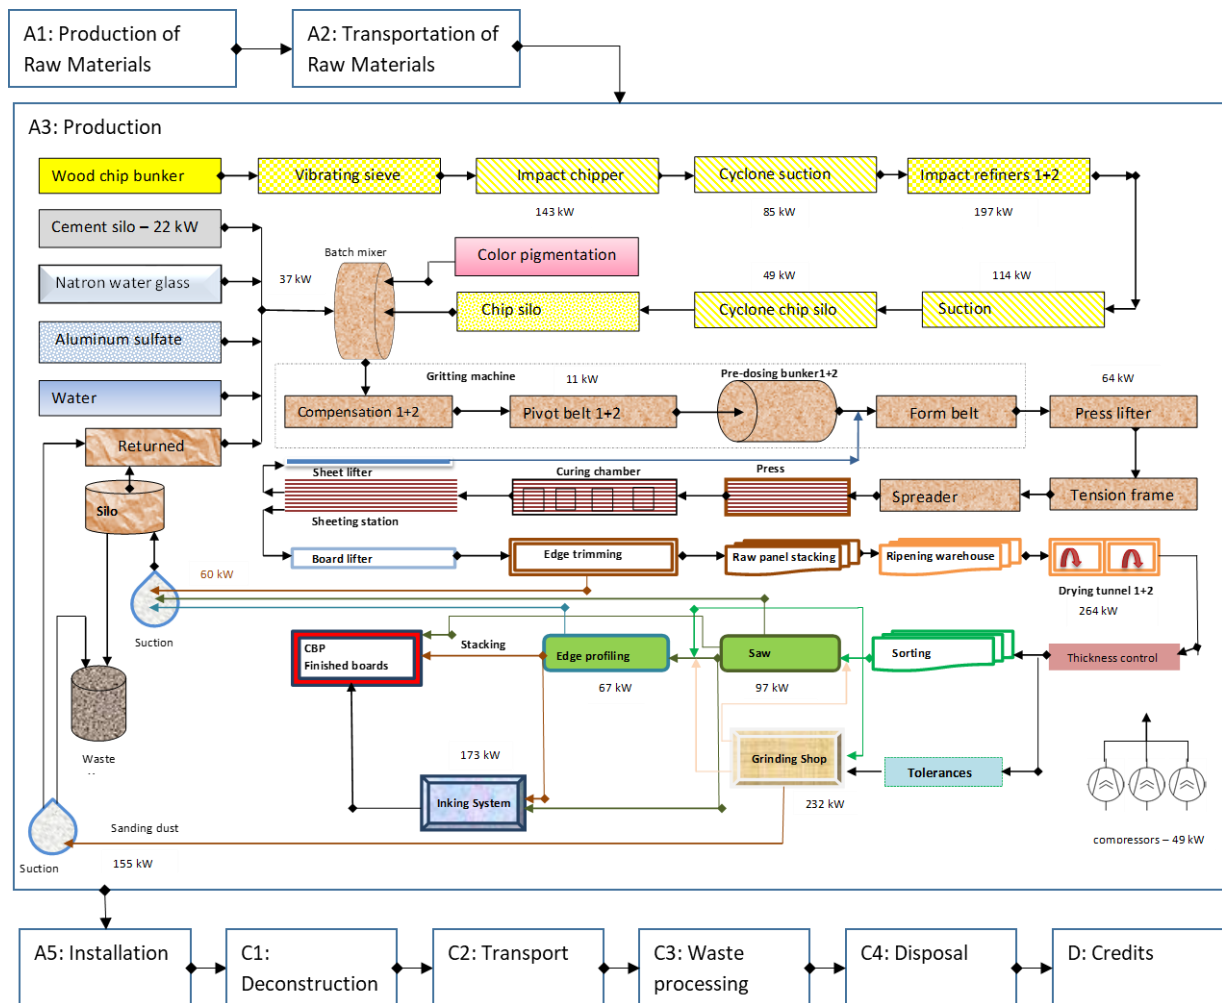 A1: Production of
Raw Materials
A2: Transportation of
Raw Materials
A3: Production
Wood chip bunker
Vibrating sieve
Impact chipper
Cyclone suction
Impact refiners 1+2
143 kW
85 kW
197 kW
Cement silo – 22 kW
Batch mixer
Color pigmentation
37 kW
49 kW
114 kW
Natron water glass
Chip silo
Cyclone chip silo
Suction
Aluminum sulfate
Gritting machine
11 kW
Pre-dosing bunker1+2
64 kW
Water
Compensation 1+2
Pivot belt 1+2
Form belt
Press lifter
Returned
Sheet lifter
Curing chamber
Press
Silo
Spreader
Tension frame
Sheeting station
Board lifter
Edge trimming
Raw panel stacking
Ripening warehouse
60 kW
Drying tunnel 1+2
264 kW
Suction
CBP
Finished boards
Stacking
Edge profiling
Saw
Sorting
Thickness control
67 kW
97 kW
Waste
173 kW
Grinding Shop
Tolerances
Inking System
232 kW
Sanding dust
compressors – 49 kW
Suction
155 kW
A5: Installation
C1:
Deconstruction
C2: Transport
C3: Waste
processing
C4: Disposal
D: Credits